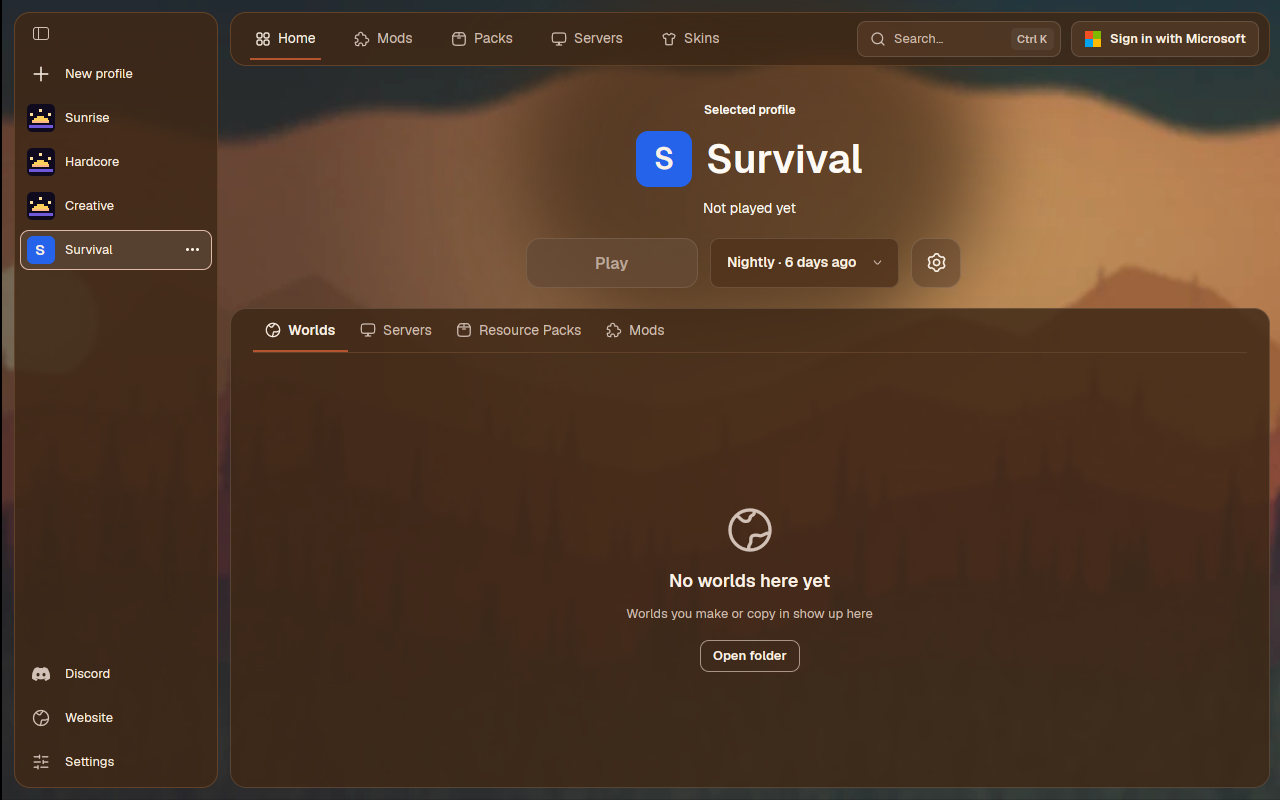 New profile
Sunrise
Hardcore
Creative
S Survival
Discord
Website
Settings
Home Mods Packs Servers Skins
Search... Ctrl K
Sign in with Microsoft
Selected profile
S Survival
Not played yet
Play
Nightly · 6 days ago
Worlds Servers Resource Packs Mods
No worlds here yet
Worlds you make or copy in show up here
Open folder